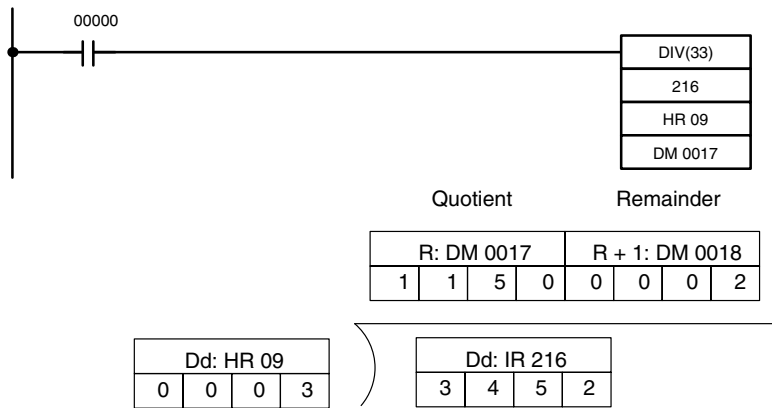 00000
DIV(33)
216
HR 09
DM 0017
Quotient Remainder
R: DM 0017 R + 1: DM 0018
1 1 5 0 0 0 0 2
Dd: HR 09 Dd: IR 216
0 0 0 3 3 4 5 2